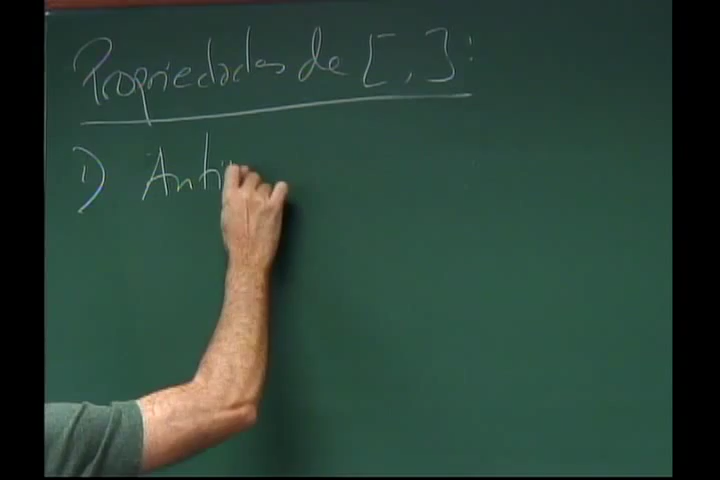 Propriedades de [ , ] :
1) Anti